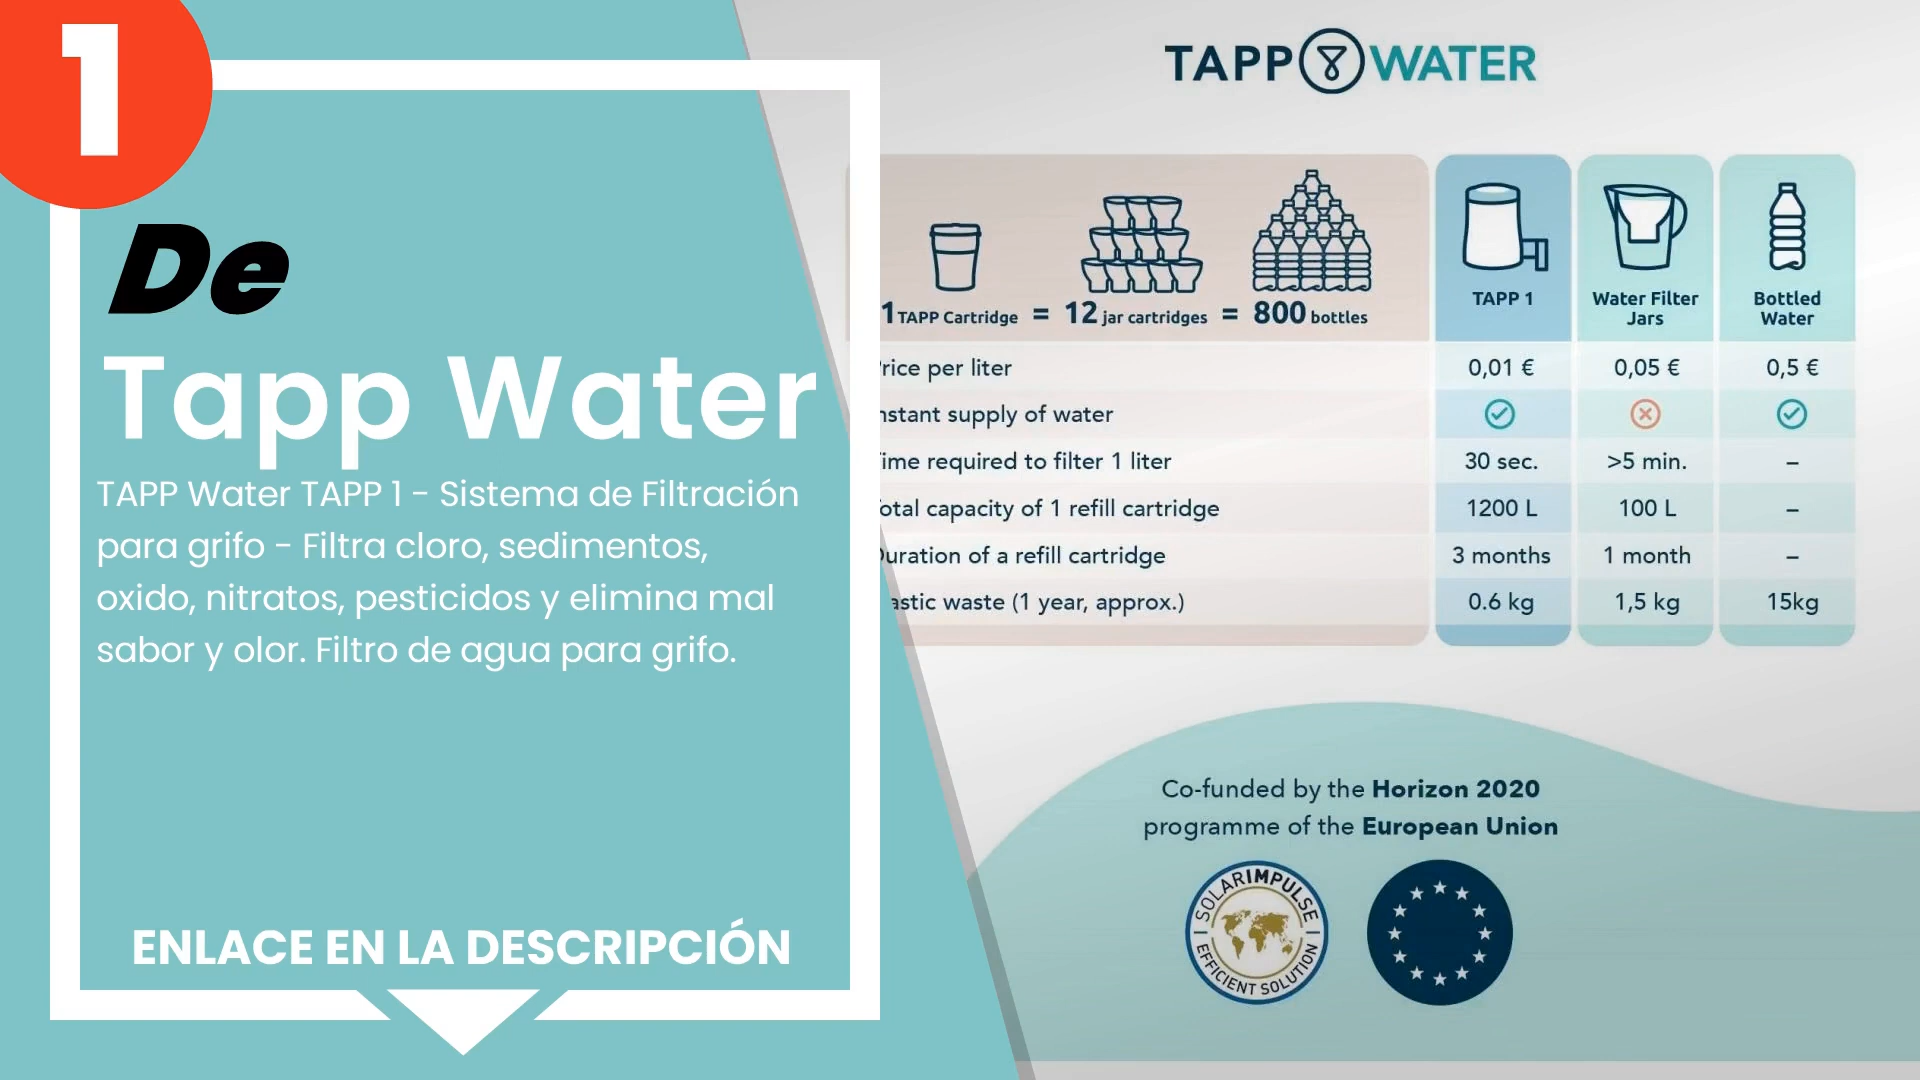 1
De
Tapp Water
TAPP Water TAPP 1 - Sistema de Filtración
para grifo - Filtra cloro, sedimentos,
oxido, nitratos, pesticidos y elimina mal
sabor y olor. Filtro de agua para grifo.
ENLACE EN LA DESCRIPCIÓN
TAPP WATER
1 TAPP Cartridge = 12 jar cartridges = 800 bottles
TAPP 1
Water Filter
Jars
Bottled
Water
rice per liter 0,01 € 0,05 € 0,5 €
nstant supply of water
ime required to filter 1 liter 30 sec. >5 min. –
otal capacity of 1 refill cartridge 1200 L 100 L –
uration of a refill cartridge 3 months 1 month –
astic waste (1 year, approx.) 0.6 kg 1,5 kg 15kg
Co-funded by the Horizon 2020
programme of the European Union
SOLARIMPULSE
EFFICIENT SOLUTION